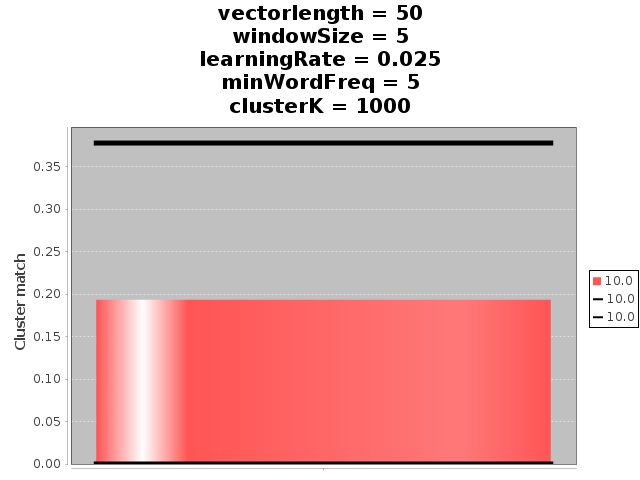 vectorlength = 50
windowSize = 5
learningRate = 0.025
minWordFreq = 5
clusterK = 1000
Cluster match
0.35
0.30
0.25
0.20
0.15
0.10
0.05
0.00
10.0
10.0
10.0